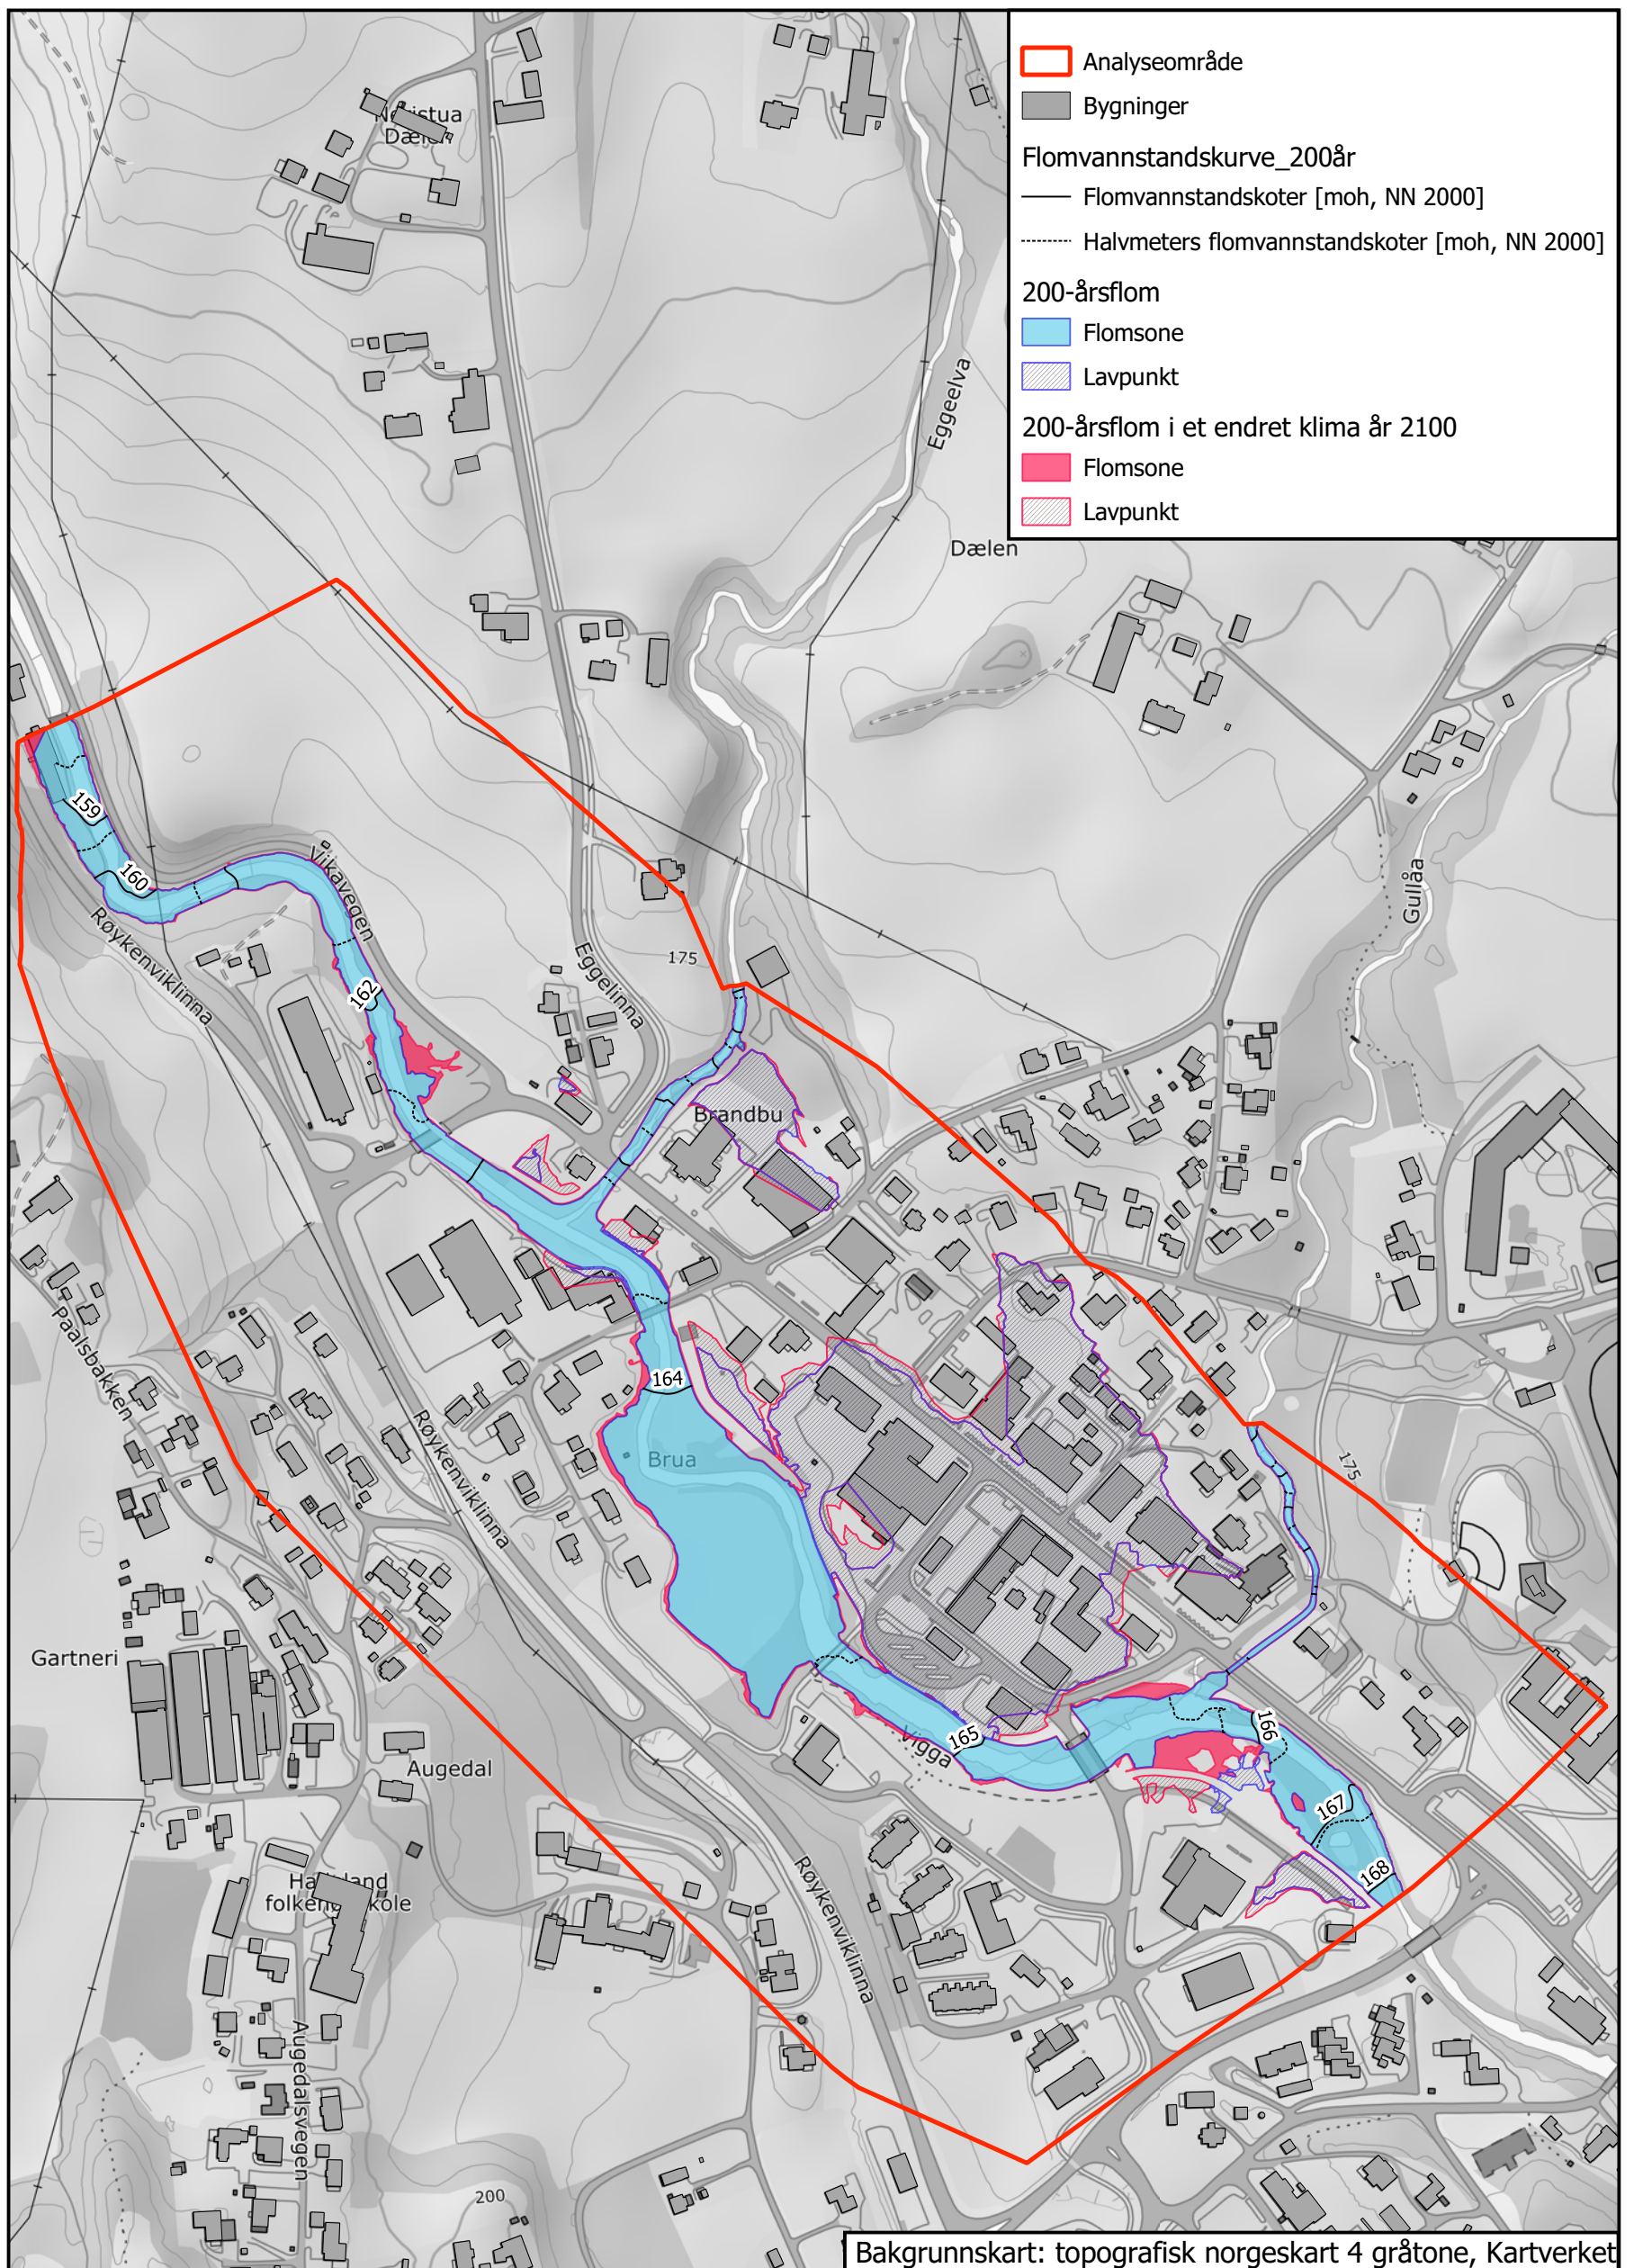 Analyseområde
Bygninger
Flomvannstandskurve_200år
Flomvannstandskoter [moh, NN 2000]
Halvmeters flomvannstandskoter [moh, NN 2000]
200-årsflom
Flomsone
Lavpunkt
200-årsflom i et endret klima år 2100
Flomsone
Lavpunkt
Dælen
Eggeelva
Dælen
159
160
Vikavegen
Røykenviklinna
162
Eggelinna
175
Gullåa
Brandbu
Paalsbakken
164
Brua
Røykenviklinna
175
Gartneri
165
Vigga
166
167
168
Augedal
Røykenviklinna
Augedalsvegen
200
Bakgrunnskart: topografisk norgeskart 4 gråtone, Kartverket